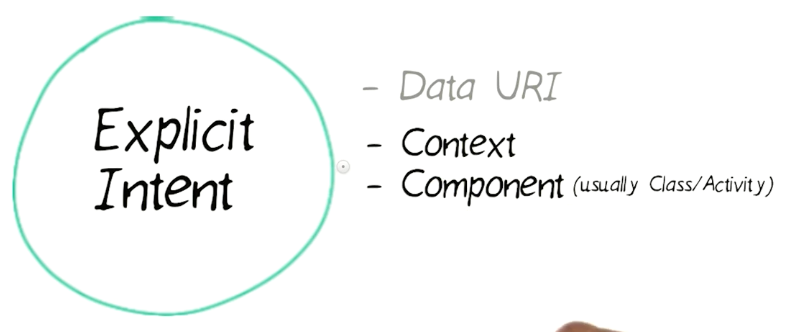 Explicit
Intent
- Data URI
- Context
- Component (usually Class/Activity)